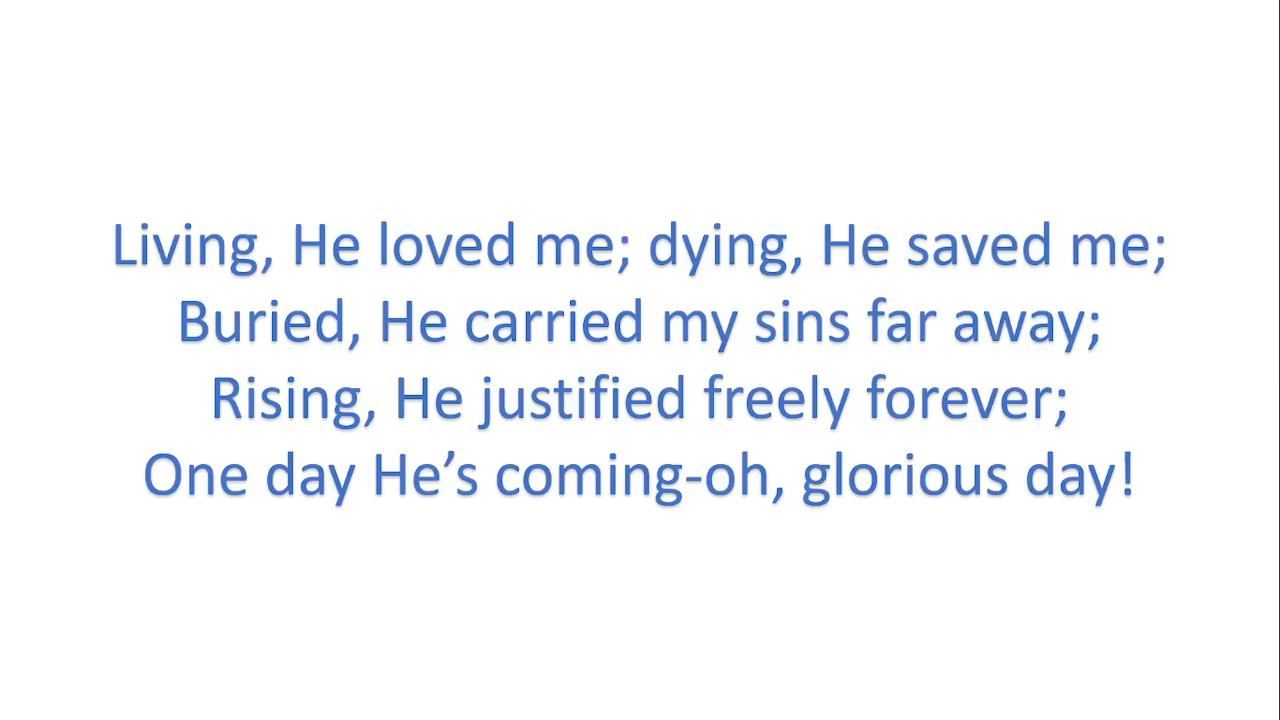 Living, He loved me; dying, He saved me;
Buried, He carried my sins far away;
Rising, He justified freely forever;
One day He’s coming-oh, glorious day!